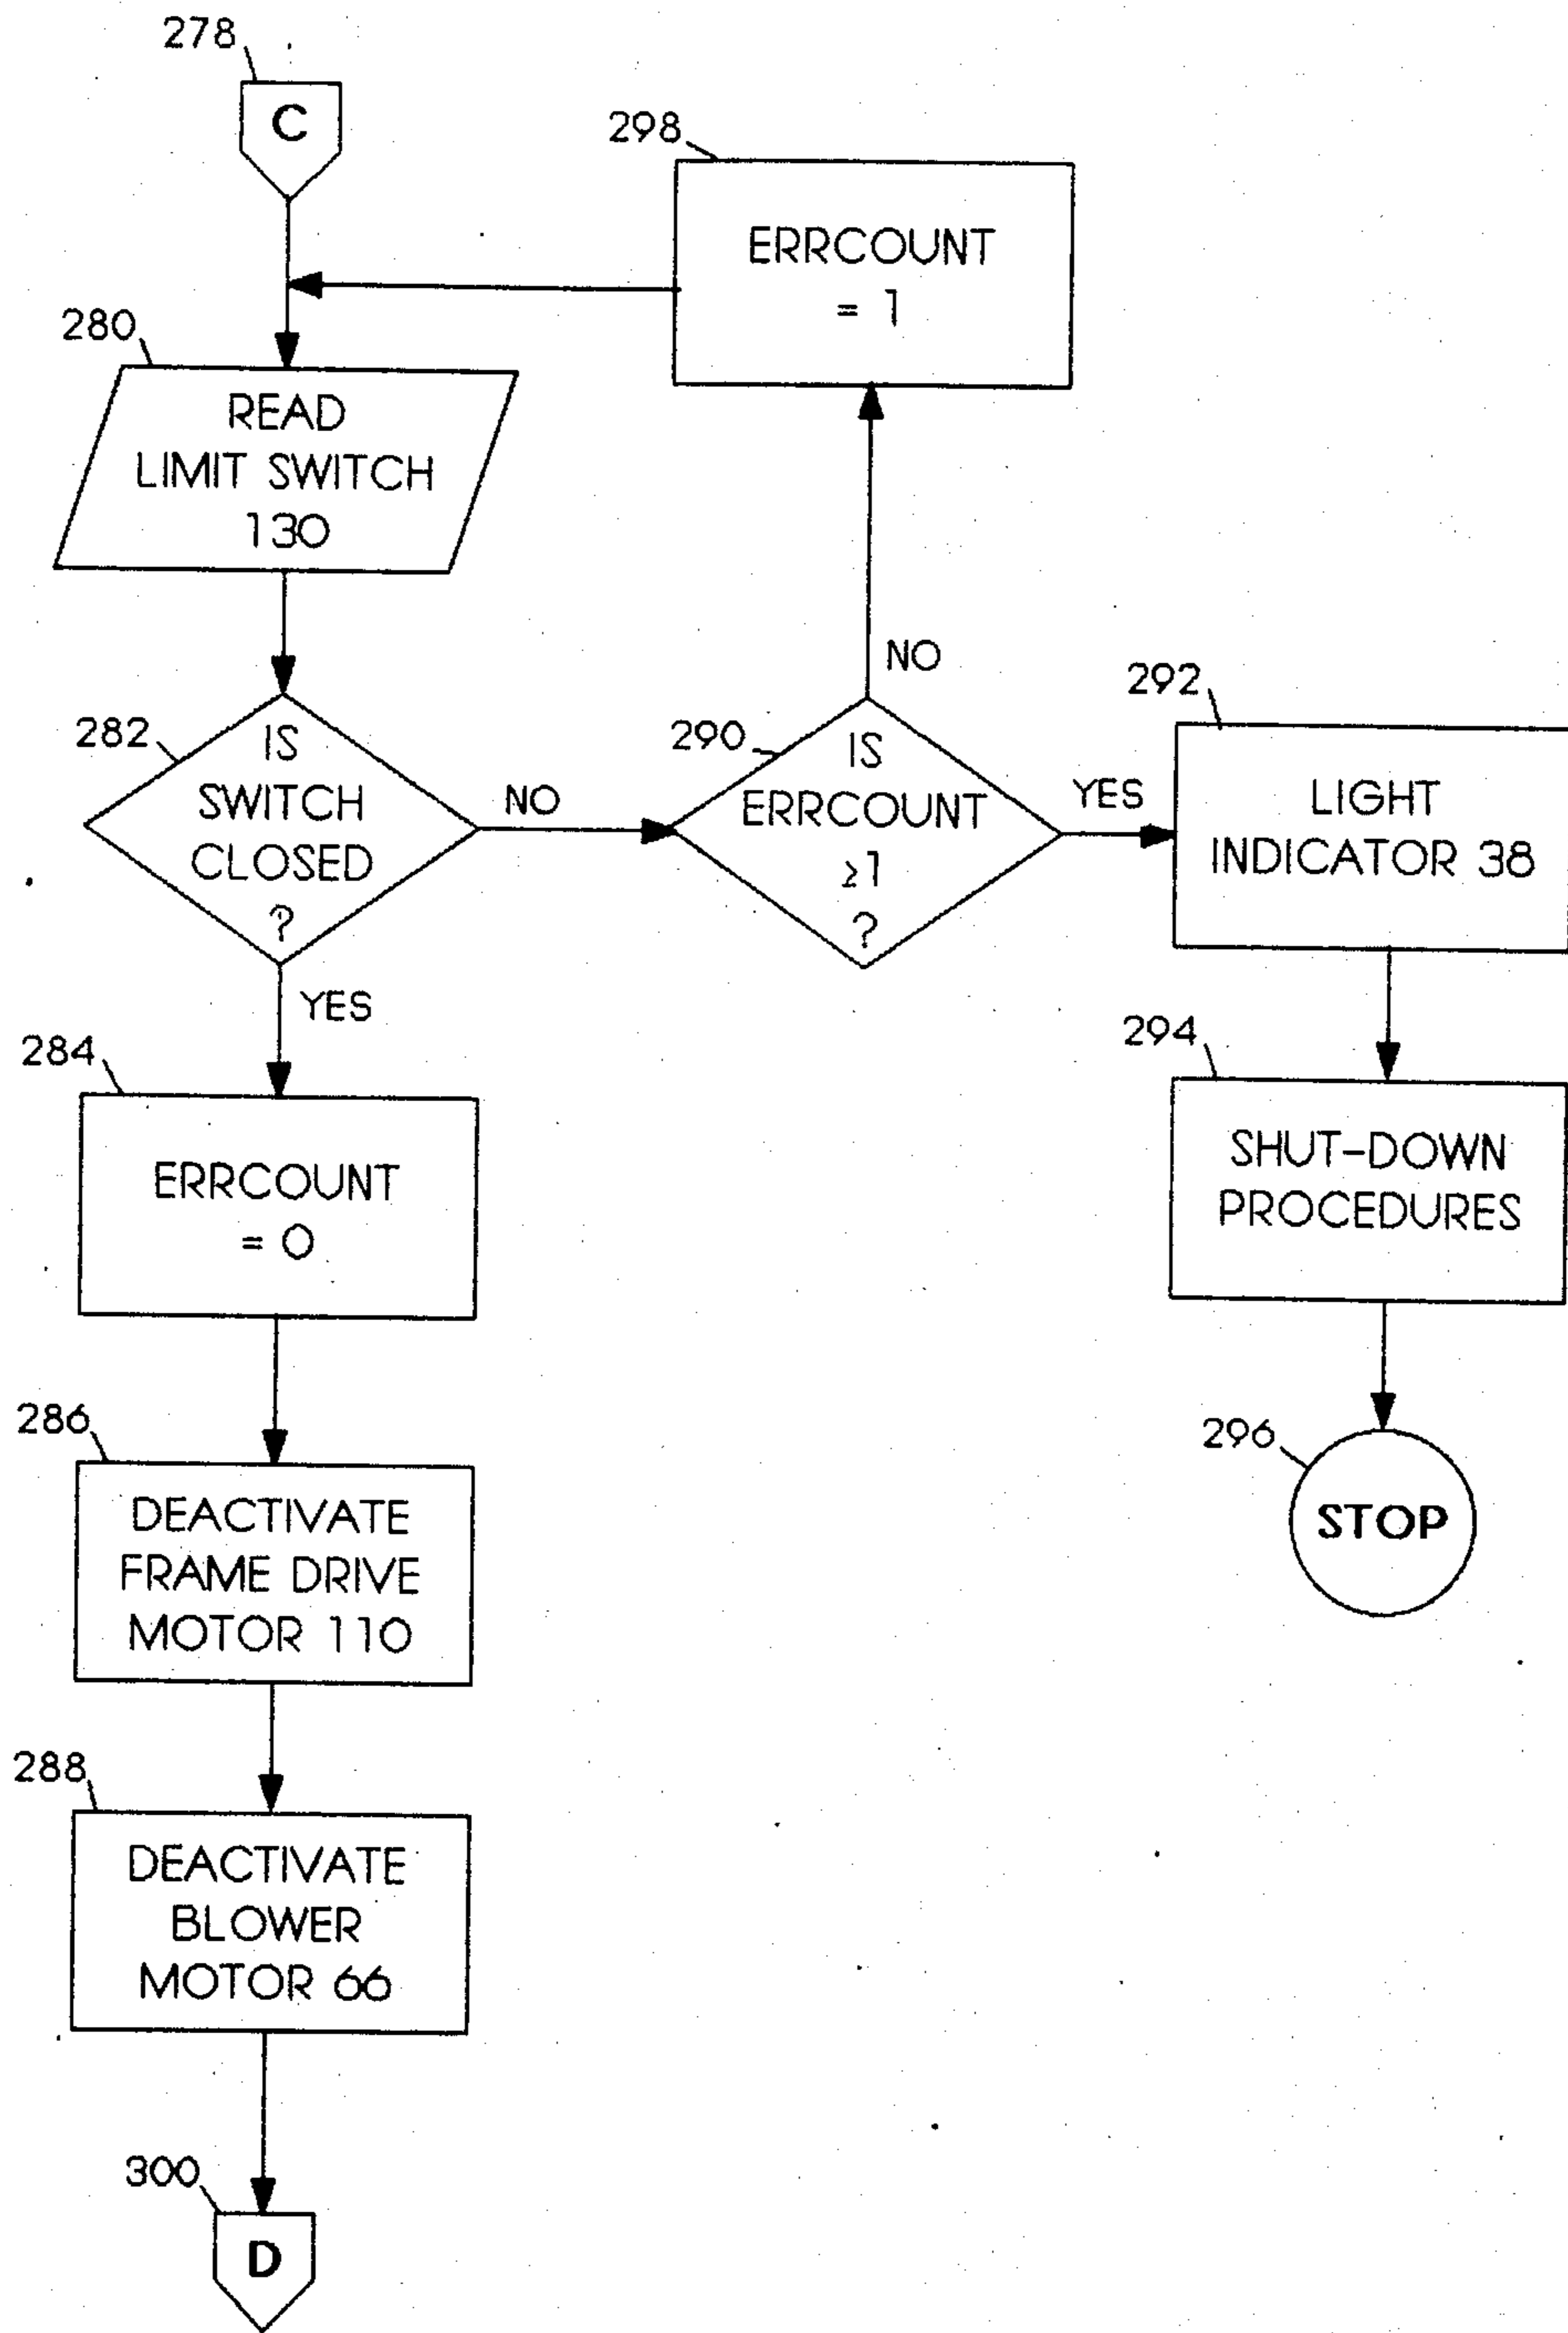 278
C
298
ERRCOUNT
= 1
280
READ
LIMIT SWITCH
130
282
IS
SWITCH
CLOSED
?
NO
290
IS
ERRCOUNT
≥1
?
NO
YES
292
LIGHT
INDICATOR 38
YES
284
ERRCOUNT
= 0
294
SHUT-DOWN
PROCEDURES
286
DEACTIVATE
FRAME DRIVE
MOTOR 110
296
STOP
288
DEACTIVATE
BLOWER
MOTOR 66
300
D